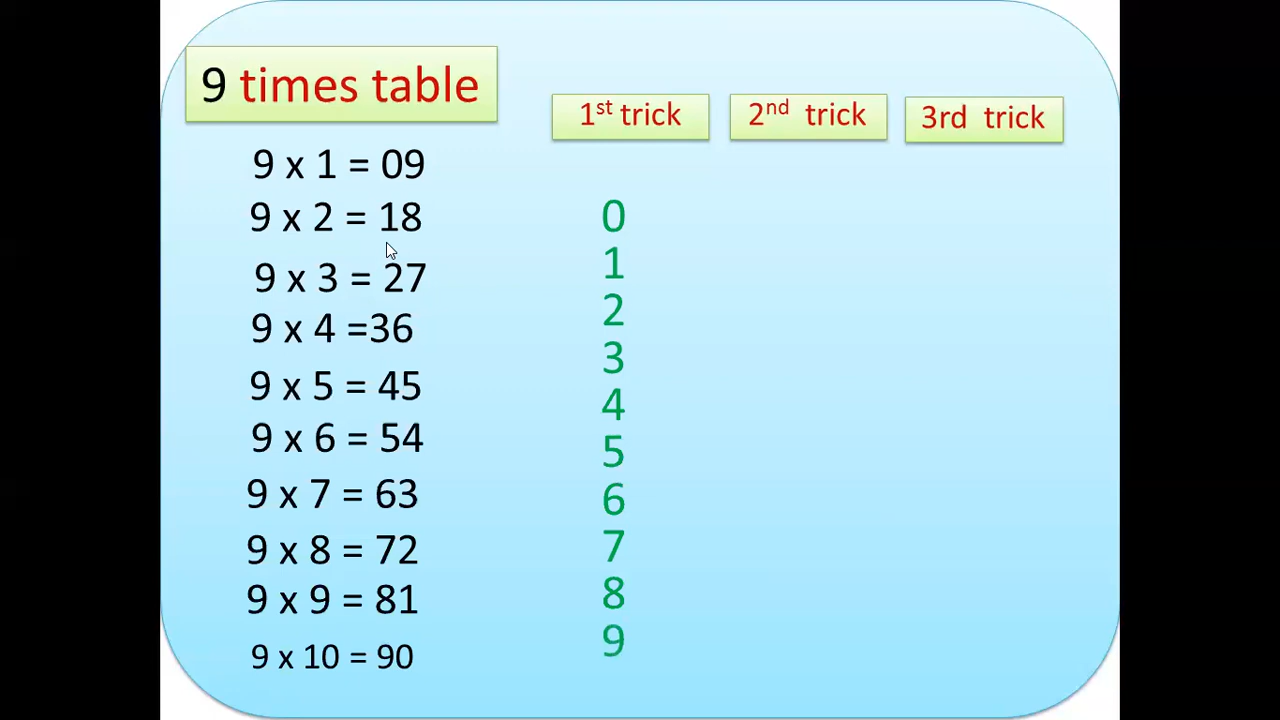 9 times table
1st trick
2nd trick
3rd trick
9 x 1 = 09
9 x 2 = 18
9 x 3 = 27
9 x 4 =36
9 x 5 = 45
9 x 6 = 54
9 x 7 = 63
9 x 8 = 72
9 x 9 = 81
9 x 10 = 90
0
1
2
3
4
5
6
7
8
9